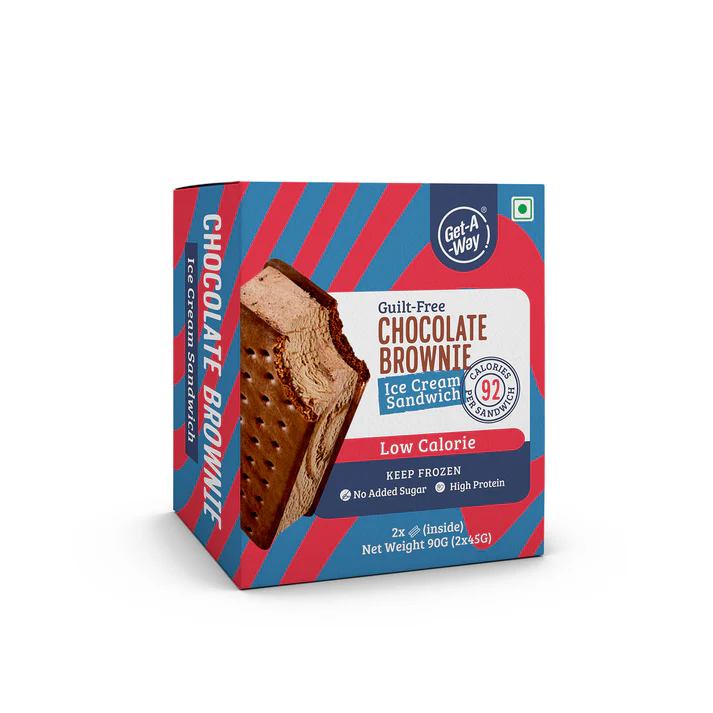 CHOCOLATE BROWNIE
Ice Cream Sandwich
Get-A
-Way!
®
Guilt-Free
CHOCOLATE
BROWNIE
Ice Cream
Sandwich
CALORIES
92
PER SANDWICH
Low Calorie
KEEP FROZEN
No Added Sugar
High Protein
2x (inside)
Net Weight 90G (2x45G)